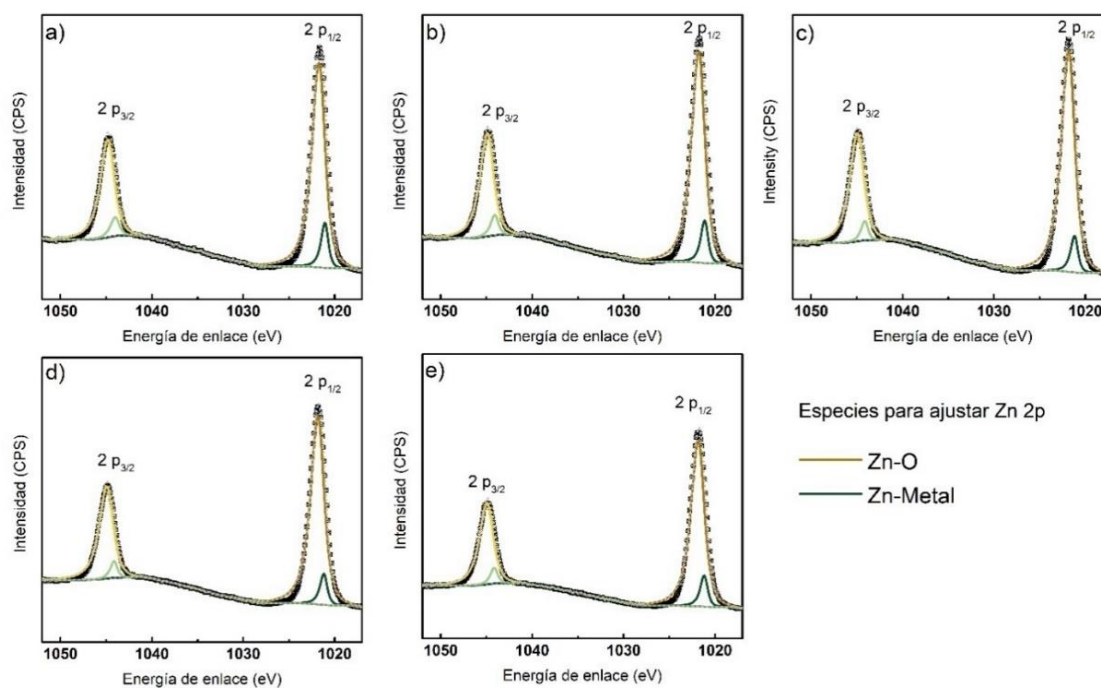 a)
2 p1/2
2 p3/2
Intensidad (CPS)
1050 1040 1030 1020
Energía de enlace (eV)
b)
2 p1/2
2 p3/2
Intensidad (CPS)
1050 1040 1030 1020
Energía de enlace (eV)
c)
2 p1/2
2 p3/2
Intensity (CPS)
1050 1040 1030 1020
Energía de enlace (eV)
d)
2 p1/2
2 p3/2
Intensidad (CPS)
1050 1040 1030 1020
Energía de enlace (eV)
e)
2 p1/2
2 p3/2
Intensidad (CPS)
1050 1040 1030 1020
Energía de enlace (eV)
Especies para ajustar Zn 2p
Zn-O
Zn-Metal